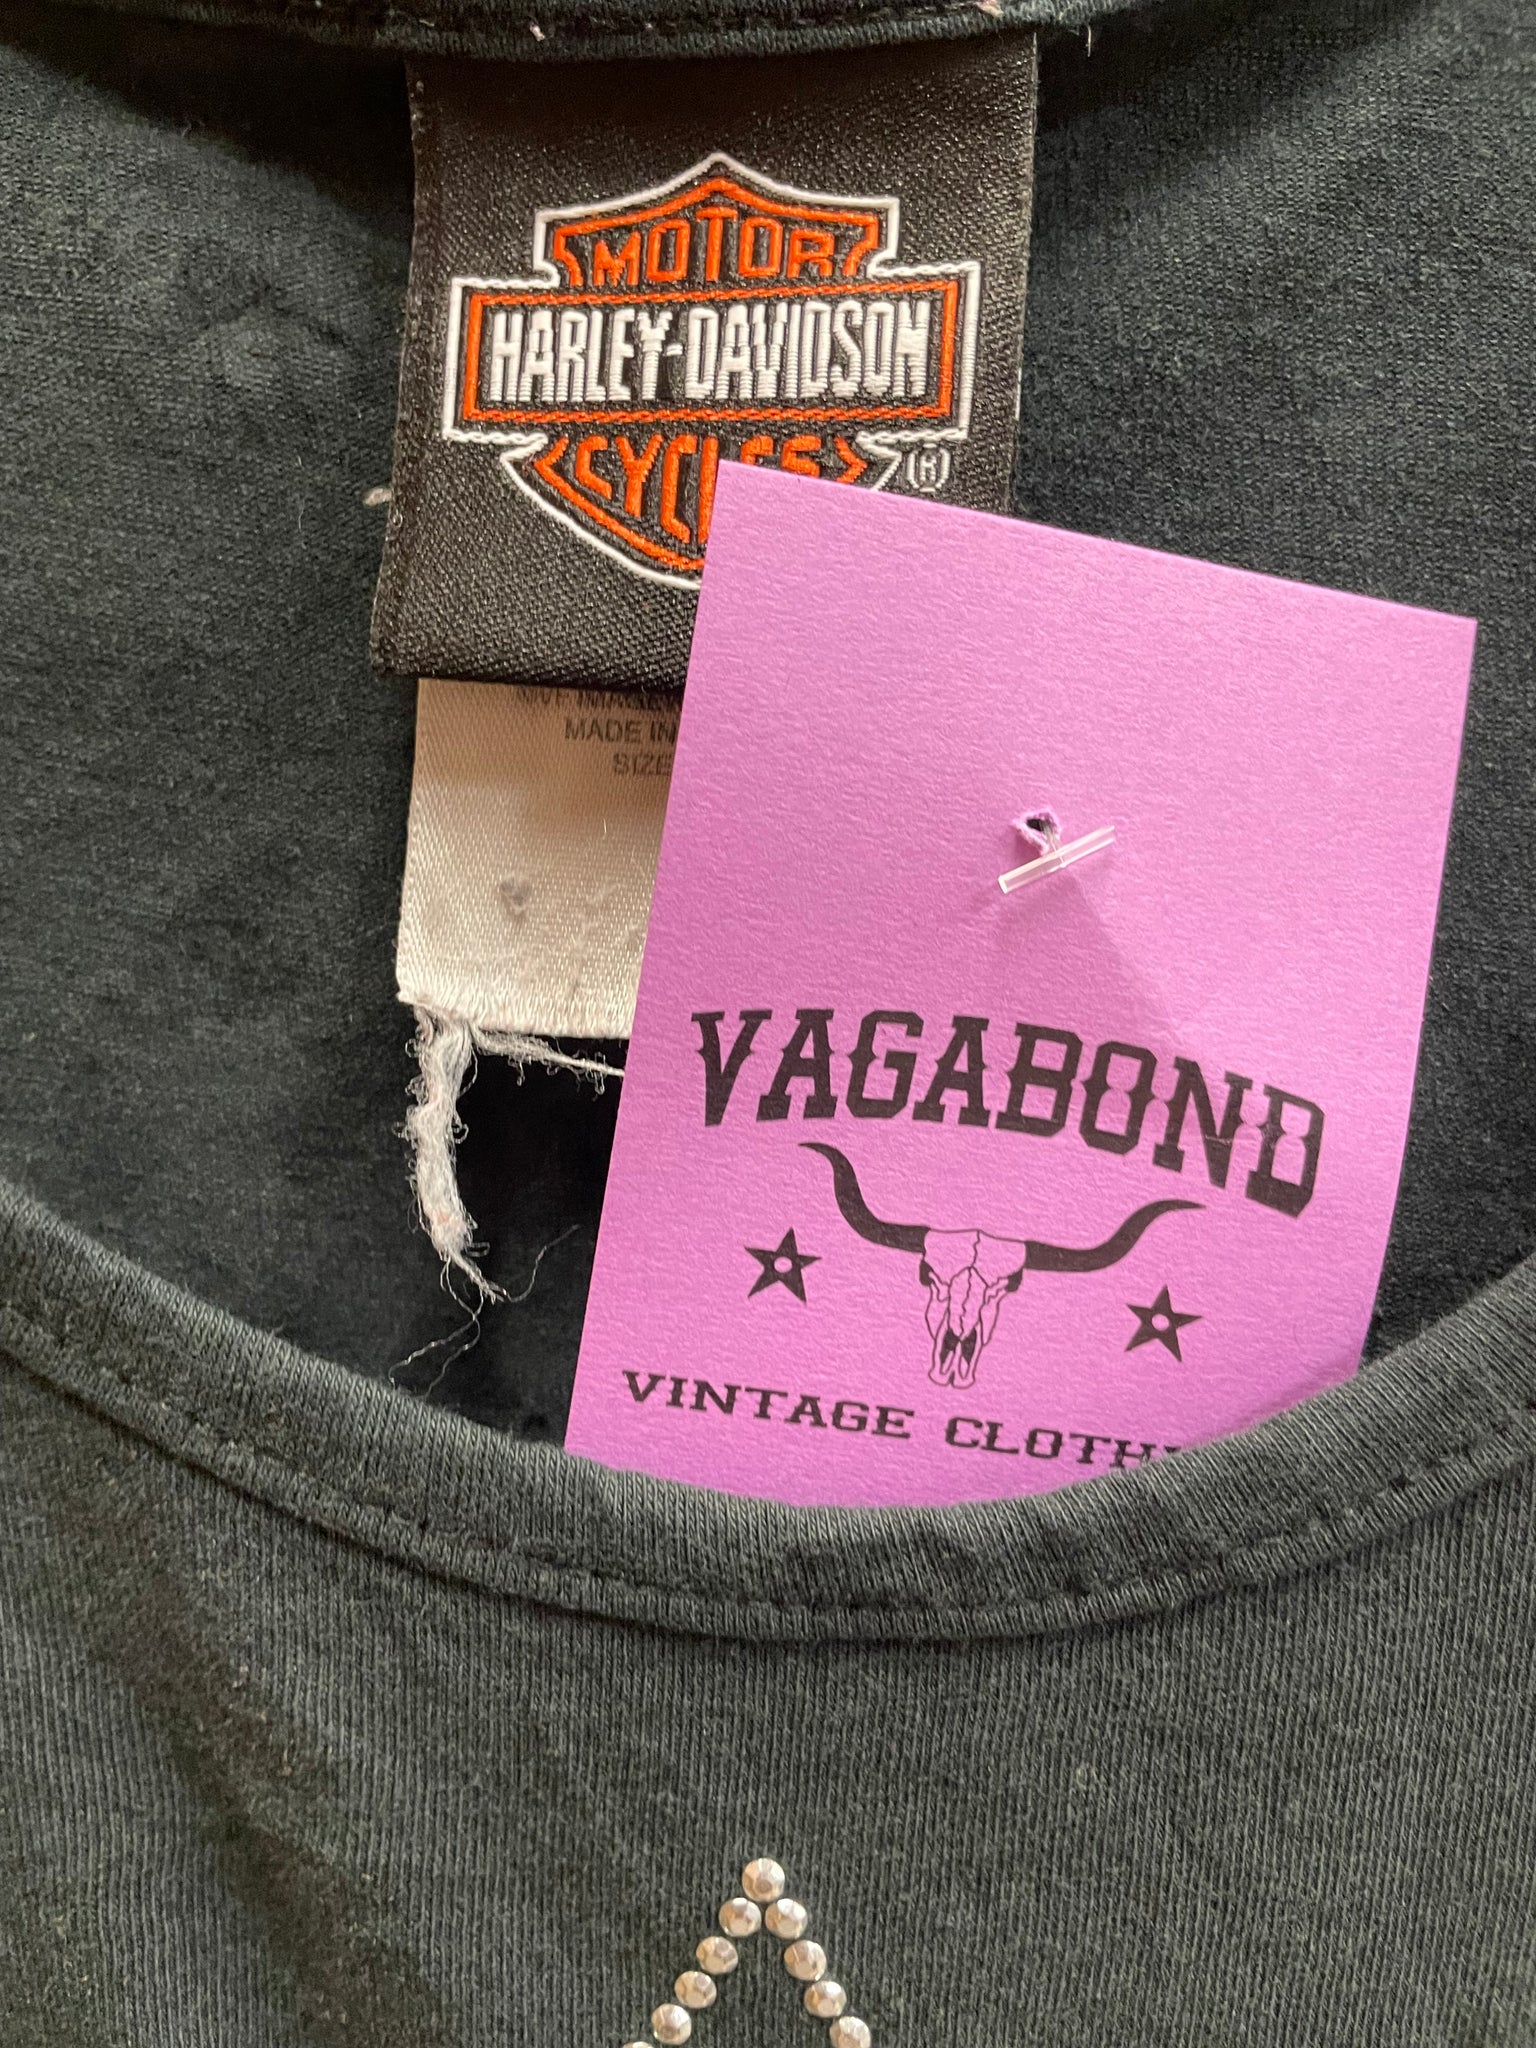 MOTOR
HARLEY-DAVIDSON
CYCLES
®
MADE IN
SIZE
VAGABOND
VINTAGE CLOTH